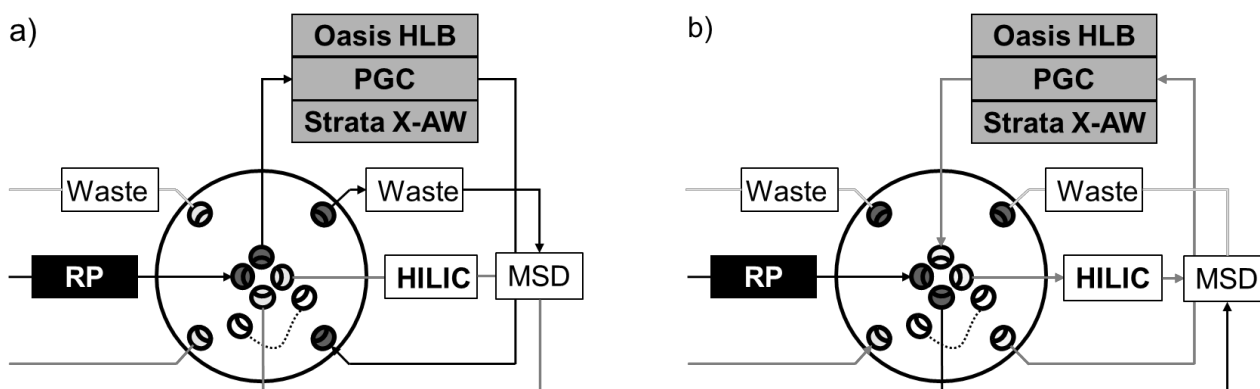 a)
Oasis HLB
PGC
Strata X-AW
Waste
Waste
RP
HILIC
MSD
b)
Oasis HLB
PGC
Strata X-AW
Waste
Waste
RP
HILIC
MSD